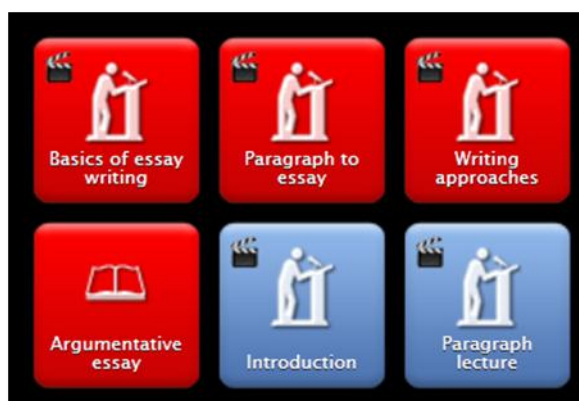 Basics of essay
writing
Paragraph to
essay
Writing
approaches
Argumentative
essay
Introduction
Paragraph
lecture